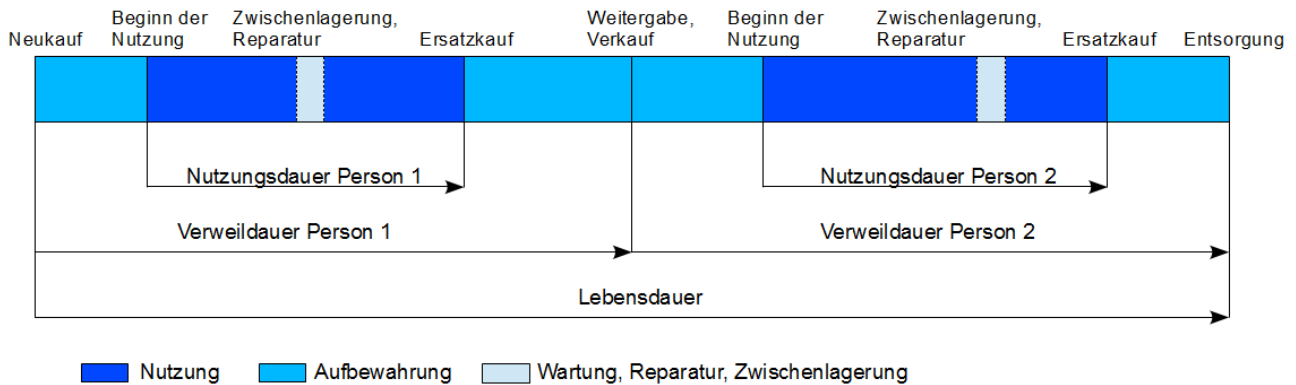 Neukauf
Beginn der
Nutzung
Zwischenlagerung,
Reparatur
Ersatzkauf
Weitergabe,
Verkauf
Beginn der
Nutzung
Zwischenlagerung,
Reparatur
Ersatzkauf
Entsorgung
Nutzungsdauer Person 1
Nutzungsdauer Person 2
Verweildauer Person 1
Verweildauer Person 2
Lebensdauer
Nutzung
Aufbewahrung
Wartung, Reparatur, Zwischenlagerung